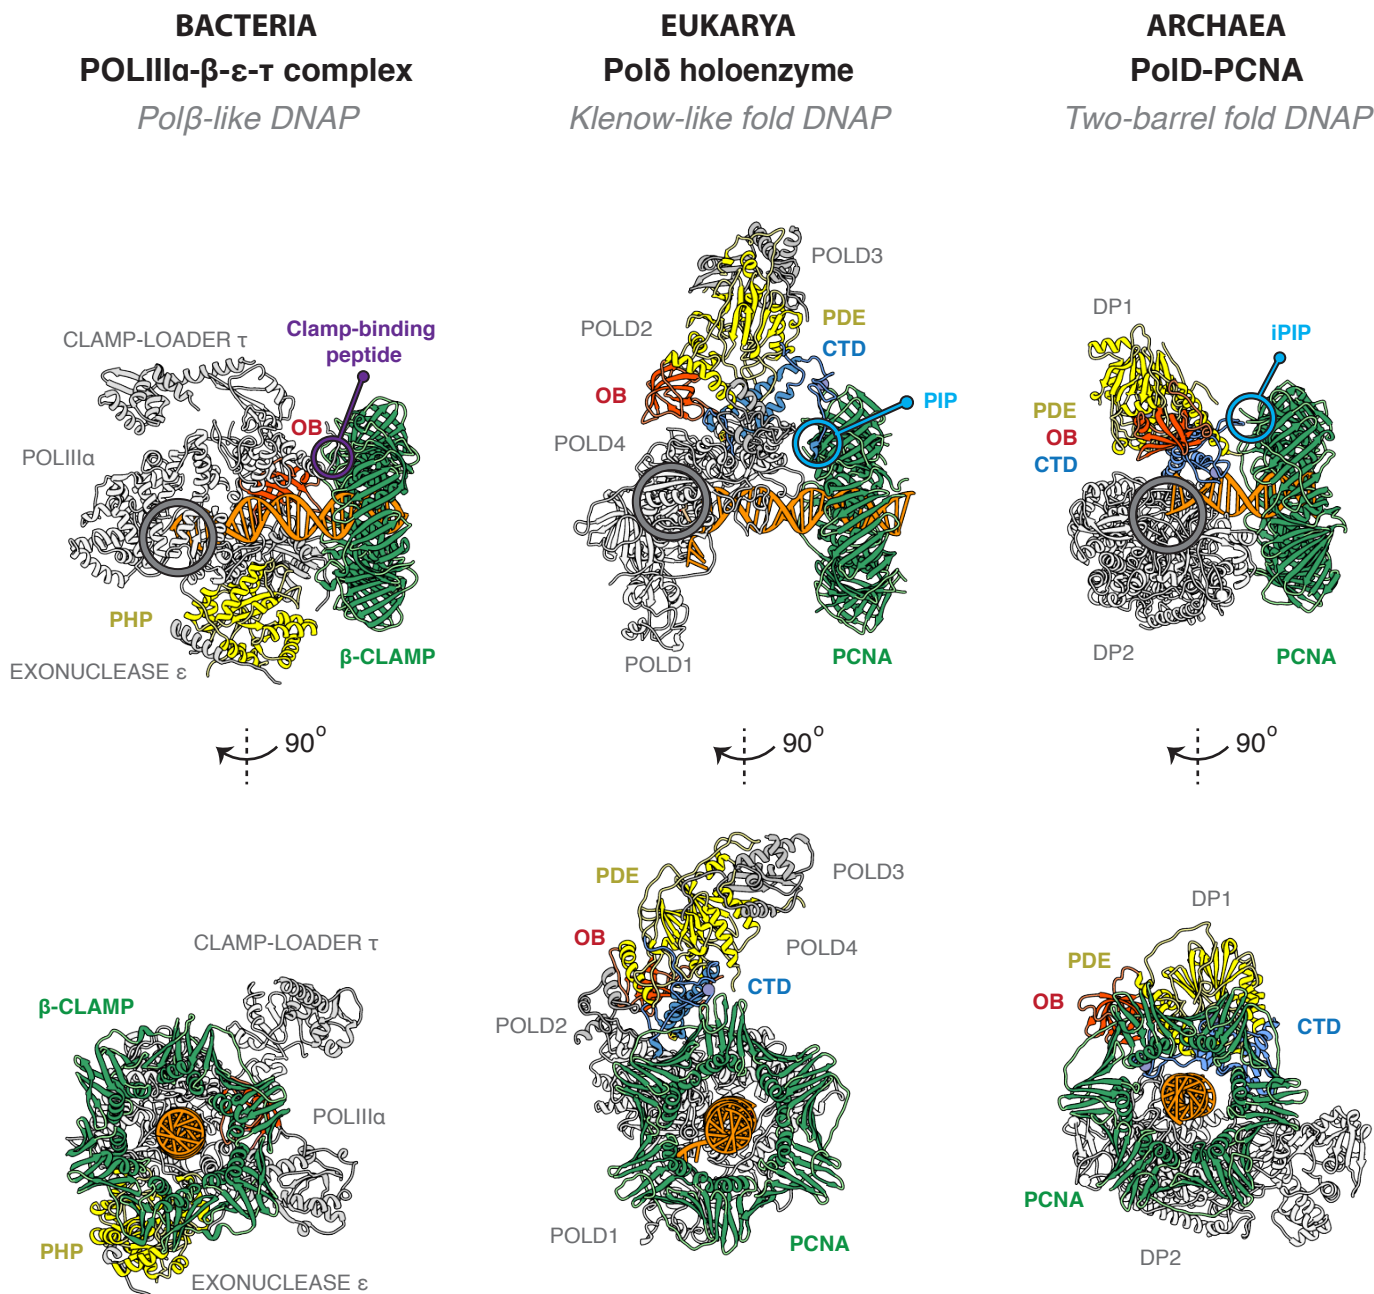 BACTERIA
POLIIIα-β-ε-τ complex
Polβ-like DNAP
EUKARYA
Polδ holoenzyme
Klenow-like fold DNAP
ARCHAEA
PolD-PCNA
Two-barrel fold DNAP
CLAMP-LOADER τ
Clamp-binding
peptide
OB
POLIIIα
PHP
EXONUCLEASE ε
β-CLAMP
90°
POLD3
POLD2
PDE
CTD
OB
PIP
POLD4
POLD1
PCNA
90°
DP1
iPIP
PDE
OB
CTD
DP2
PCNA
90°
CLAMP-LOADER τ
β-CLAMP
POLIIIα
PHP
EXONUCLEASE ε
PDE
POLD3
OB
POLD4
CTD
POLD2
POLD1
PCNA
DP1
PDE
OB
CTD
PCNA
DP2